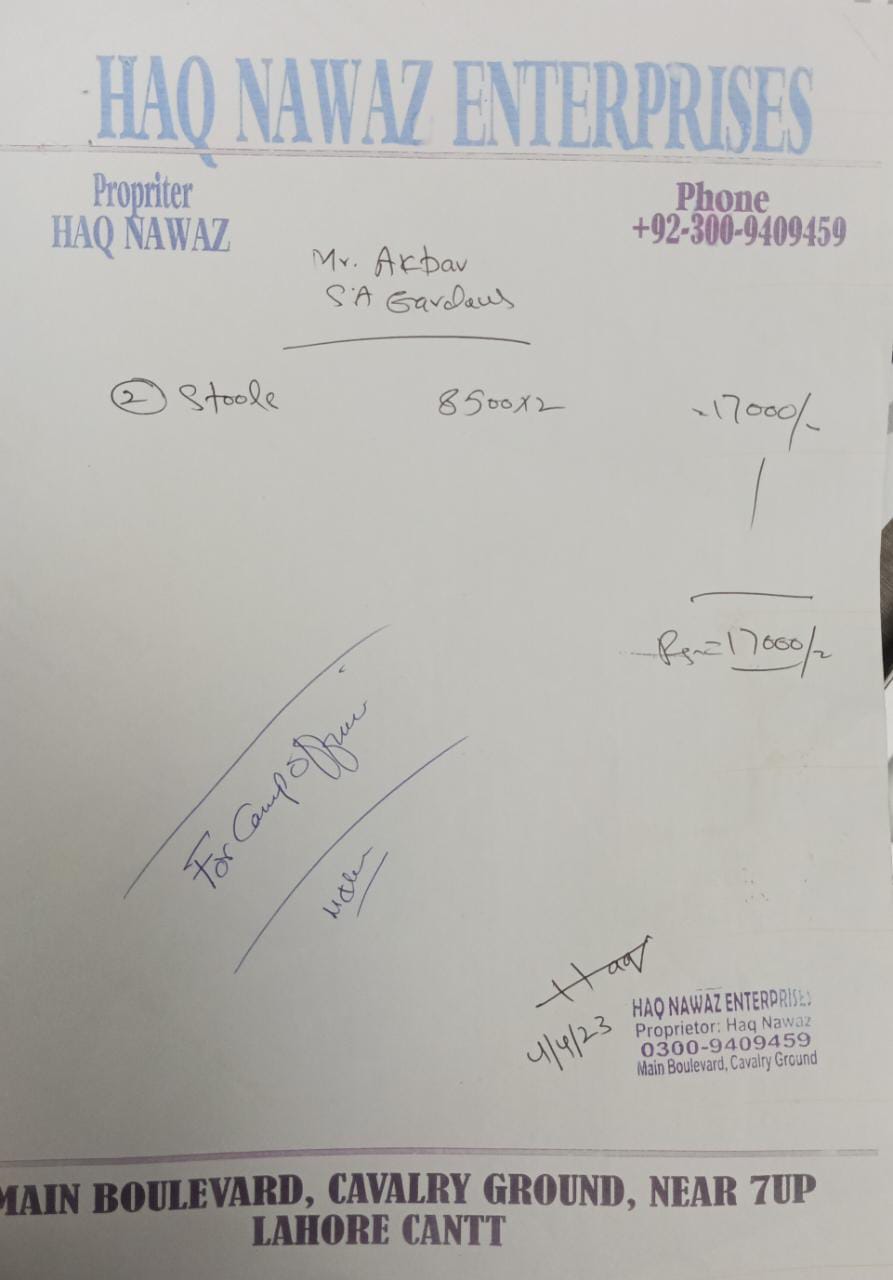 HAQ NAWAZ ENTERPRISES
Propriter
HAQ NAWAZ
Phone
+92-300-9409459
Mr. Akbar
S.A Gardens
2 Stools 8500x2 =17000/-
Rs=17000/-
For Camp Office
Haq
4/4/23
HAQ NAWAZ ENTERPRISES
Proprietor: Haq Nawaz
0300-9409459
Main Boulevard, Cavalry Ground
MAIN BOULEVARD, CAVALRY GROUND, NEAR 7UP
LAHORE CANTT